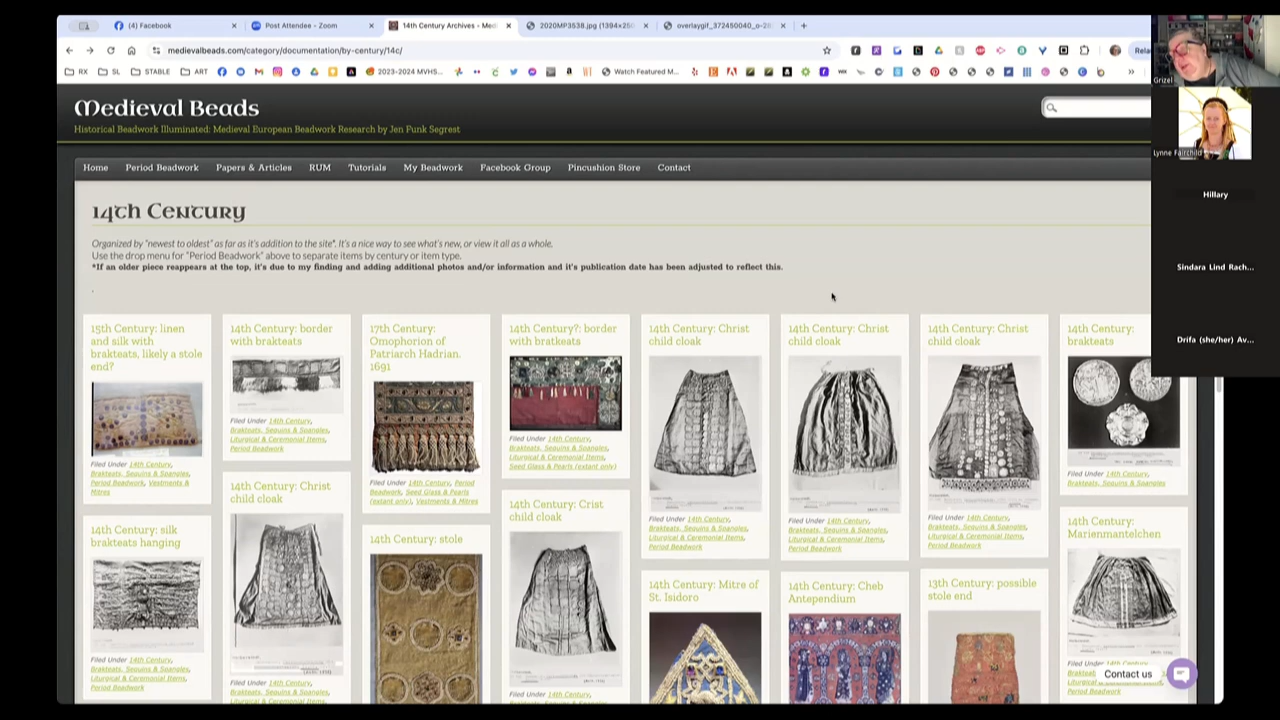 (4) Facebook
Post Attendee - Zoom
14th Century Archives - Med
2020MP3538.jpg (1394×25
overlaygif_372450040_o-28
medievalbeads.com/category/documentation/by-century/14c/
Rela
RX
SL
STABLE
ART
2023-2024 MVHS...
Watch Featured M...
Medieval Beads
Historical Beadwork Illuminated: Medieval European Beadwork Research by Jen Funk Segrest
Home
Period Beadwork
Papers & Articles
RUM
Tutorials
My Beadwork
Facebook Group
Pincushion Store
Contact
14th Century
Organized by "newest to oldest" as far as it's addition to the site*. It's a nice way to see what's new, or view it all as a whole.
Use the drop menu for "Period Beadwork" above to separate items by century or item type.
*If an older piece reappears at the top, it's due to my finding and adding additional photos and/or information and it's publication date has been adjusted to reflect this.
.
15th Century: linen
and silk with
brakteats, likely a stole
end?
Filed Under 14th Century,
Brakteats, Sequins & Spangles,
Period Beadwork, Vestments &
Mitres
14th Century: silk
brakteats hanging
Filed Under 14th Century,
Brakteats, Sequins & Spangles,
Liturgical & Ceremonial Items,
Period Beadwork
14th Century: border
with brakteats
Filed Under 14th Century,
Brakteats, Sequins & Spangles,
Liturgical & Ceremonial Items,
Period Beadwork
14th Century: Christ
child cloak
Filed Under 14th Century,
Brakteats, Sequins & Spangles,
17th Century:
Omophorion of
Patriarch Hadrian.
1691
Filed Under 14th Century, Period
Beadwork, Seed Glass & Pearls
(extant only), Vestments & Mitres
14th Century: stole
14th Century?: border
with bratkeats
Filed Under 14th Century,
Brakteats, Sequins & Spangles,
Liturgical & Ceremonial Items,
Seed Glass & Pearls (extant only)
14th Century: Crist
child cloak
Filed Under 14th Century,
14th Century: Christ
child cloak
Filed Under 14th Century,
Brakteats, Sequins & Spangles,
Liturgical & Ceremonial Items,
Period Beadwork
14th Century: Mitre of
St. Isidoro
14th Century: Christ
child cloak
Filed Under 14th Century,
Brakteats, Sequins & Spangles,
Liturgical & Ceremonial Items,
Period Beadwork
14th Century: Cheb
Antependium
14th Century: Christ
child cloak
Filed Under 14th Century,
Brakteats, Sequins & Spangles,
Liturgical & Ceremonial Items,
Period Beadwork
13th Century: possible
stole end
14th Century:
brakteats
Filed Under 14th Century,
Brakteats, Sequins & Spangles
14th Century:
Marienmantelchen
Filed Under 14th Century,
Liturgical & Ceremonial Items,
Period Beadwork
Contact us
Grizel
Lynne Fairchild
Hillary
Sindara Lind Rach...
Drifa (she/her) Av...